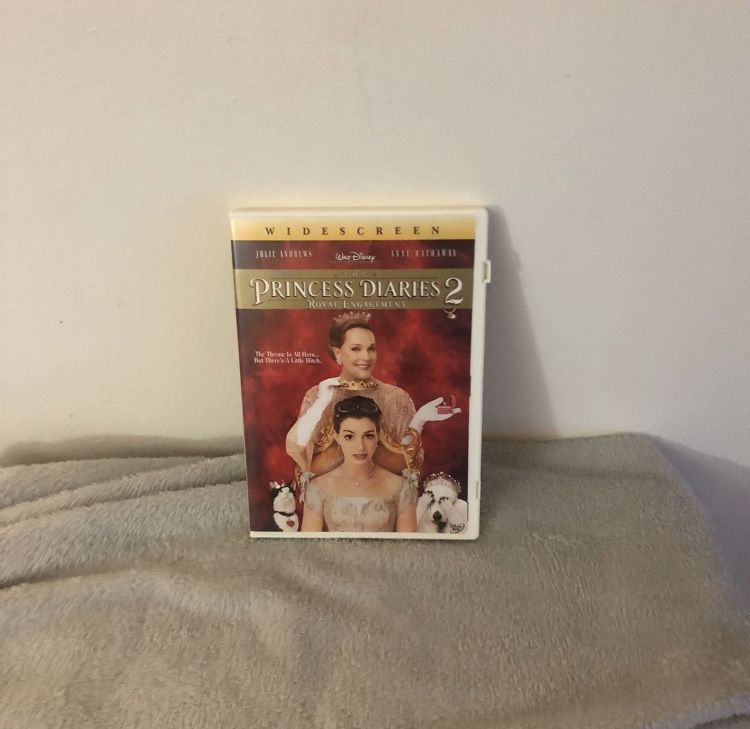 WIDESCREEN
JULIE ANDREWS Walt Disney ANNE HATHAWAY
THE
PRINCESS DIARIES 2
ROYAL ENGAGEMENT
The Throne Is All Hers...
But There's A Little Hitch.